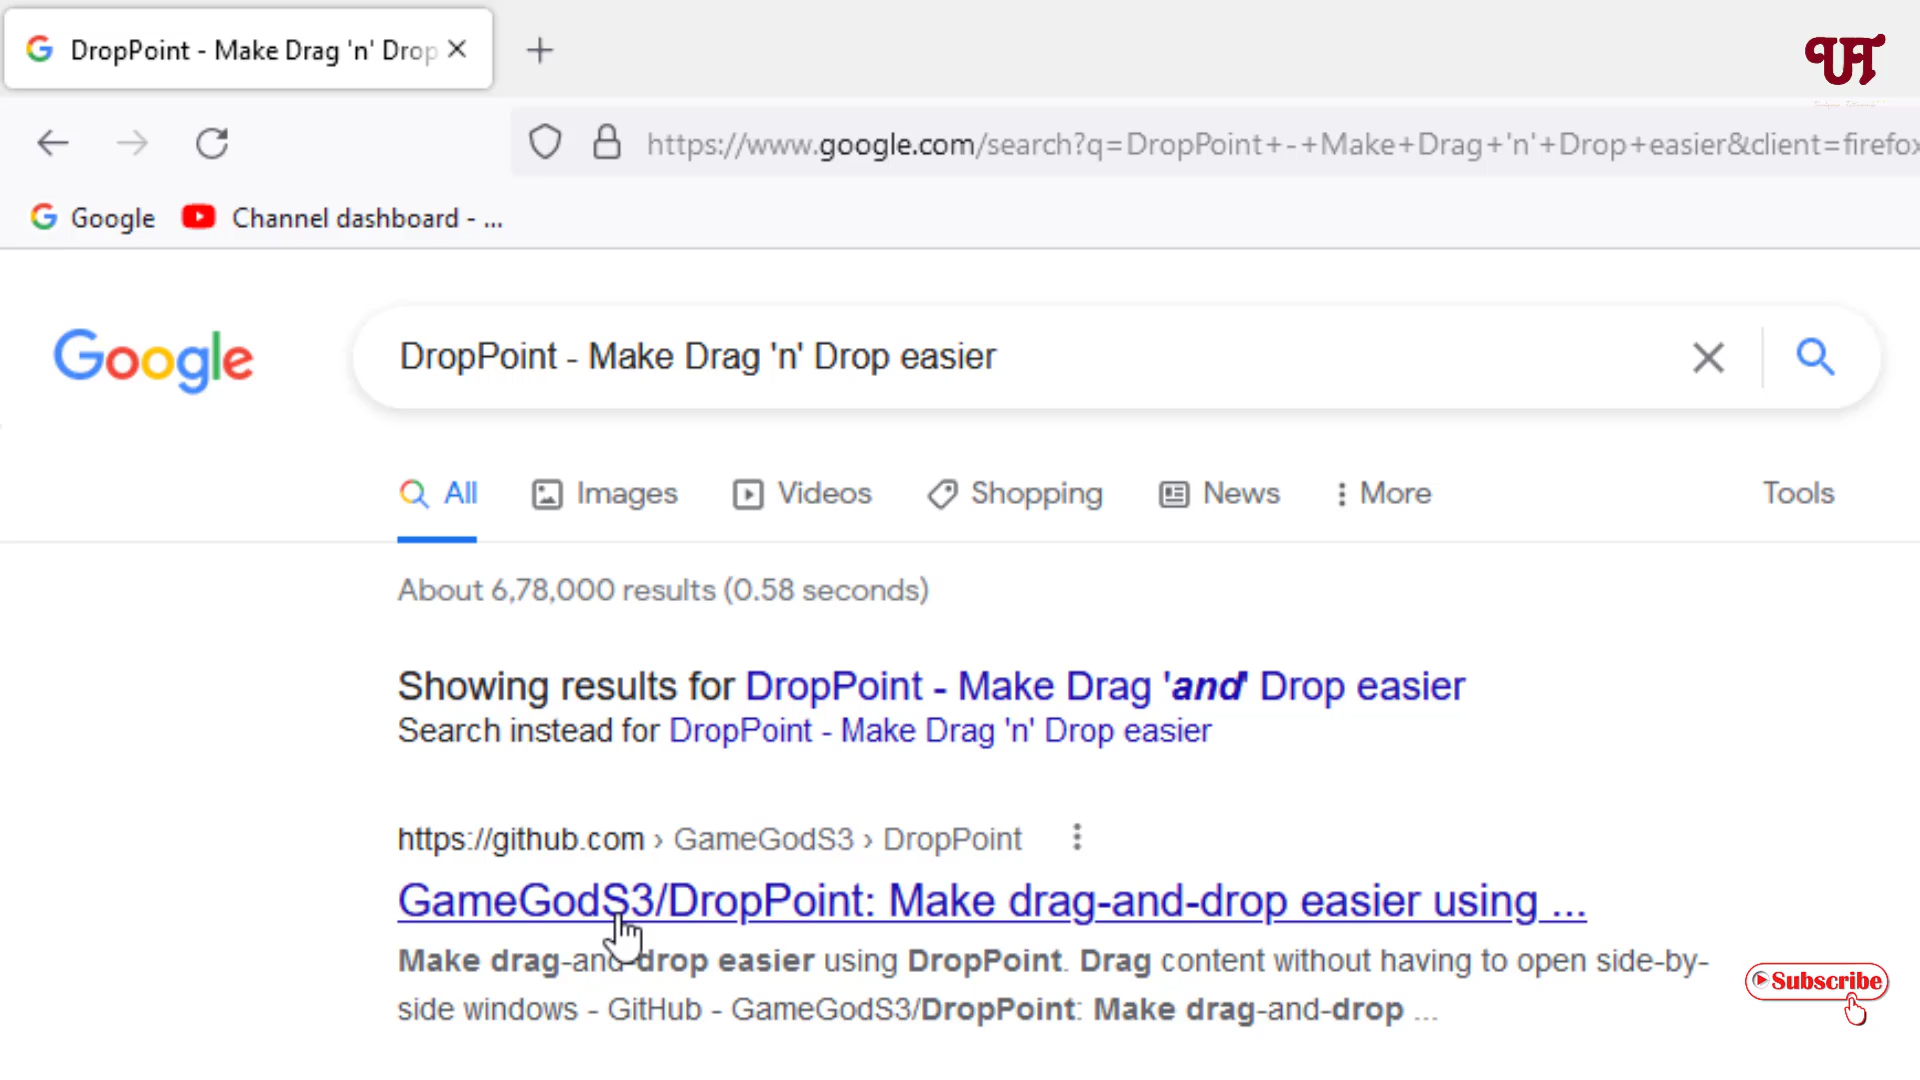 DropPoint - Make Drag 'n' Drop
https://www.google.com/search?q=DropPoint+-+Make+Drag+'n'+Drop+easier&client=firefox
Google Channel dashboard - ...
Google DropPoint - Make Drag 'n' Drop easier
All Images Videos Shopping News More Tools
About 6,78,000 results (0.58 seconds)
Showing results for DropPoint - Make Drag 'and' Drop easier
Search instead for DropPoint - Make Drag 'n' Drop easier
https://github.com › GameGodS3 › DropPoint
GameGodS3/DropPoint: Make drag-and-drop easier using ...
Make drag-and-drop easier using DropPoint. Drag content without having to open side-by-
side windows - GitHub - GameGodS3/DropPoint: Make drag-and-drop ...
Subscribe